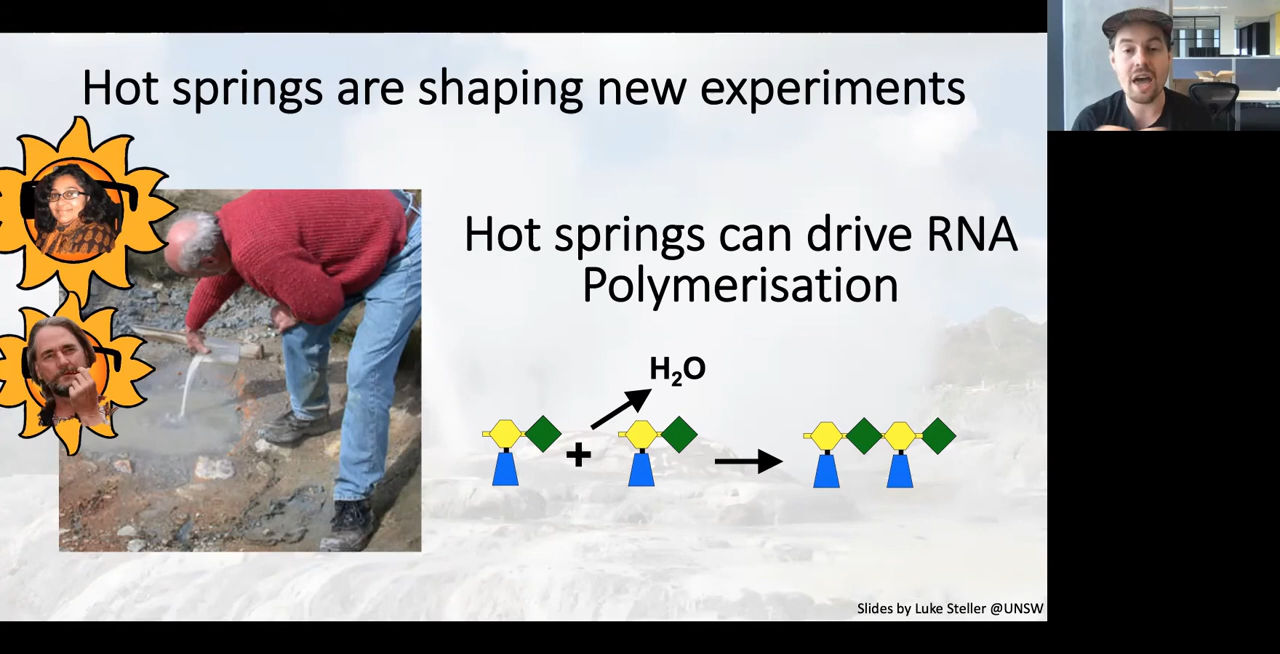 Hot springs are shaping new experiments
Hot springs can drive RNA
Polymerisation
H₂O
+
Slides by Luke Steller @UNSW